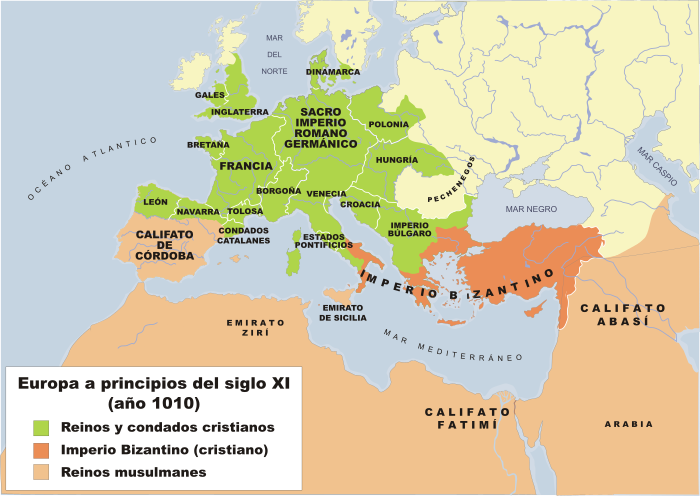 MAR
DEL
NORTE
DINAMARCA
GALES
INGLATERRA
SACRO
IMPERIO
ROMANO
GERMÁNICO
POLONIA
BRETAÑA
OCÉANO ATLANTICO
FRANCIA
HUNGRÍA
PECHENEGOS
MAR CASPIO
BORGOÑA
VENECIA
LEÓN
NAVARRA
TOLOSA
CROACIA
MAR NEGRO
CONDADOS
CATALANES
ESTADOS
PONTIFICIOS
IMPERIO
BÚLGARO
CALIFATO
DE
CÓRDOBA
IMPERIO BIZANTINO
EMIRATO
DE SICILIA
EMIRATO
ZIRÍ
CALIFATO
ABASÍ
MAR MEDITERRÁNEO
CALIFATO
FATIMÍ
ARABIA
Europa a principios del siglo XI
(año 1010)
Reinos y condados cristianos
Imperio Bizantino (cristiano)
Reinos musulmanes